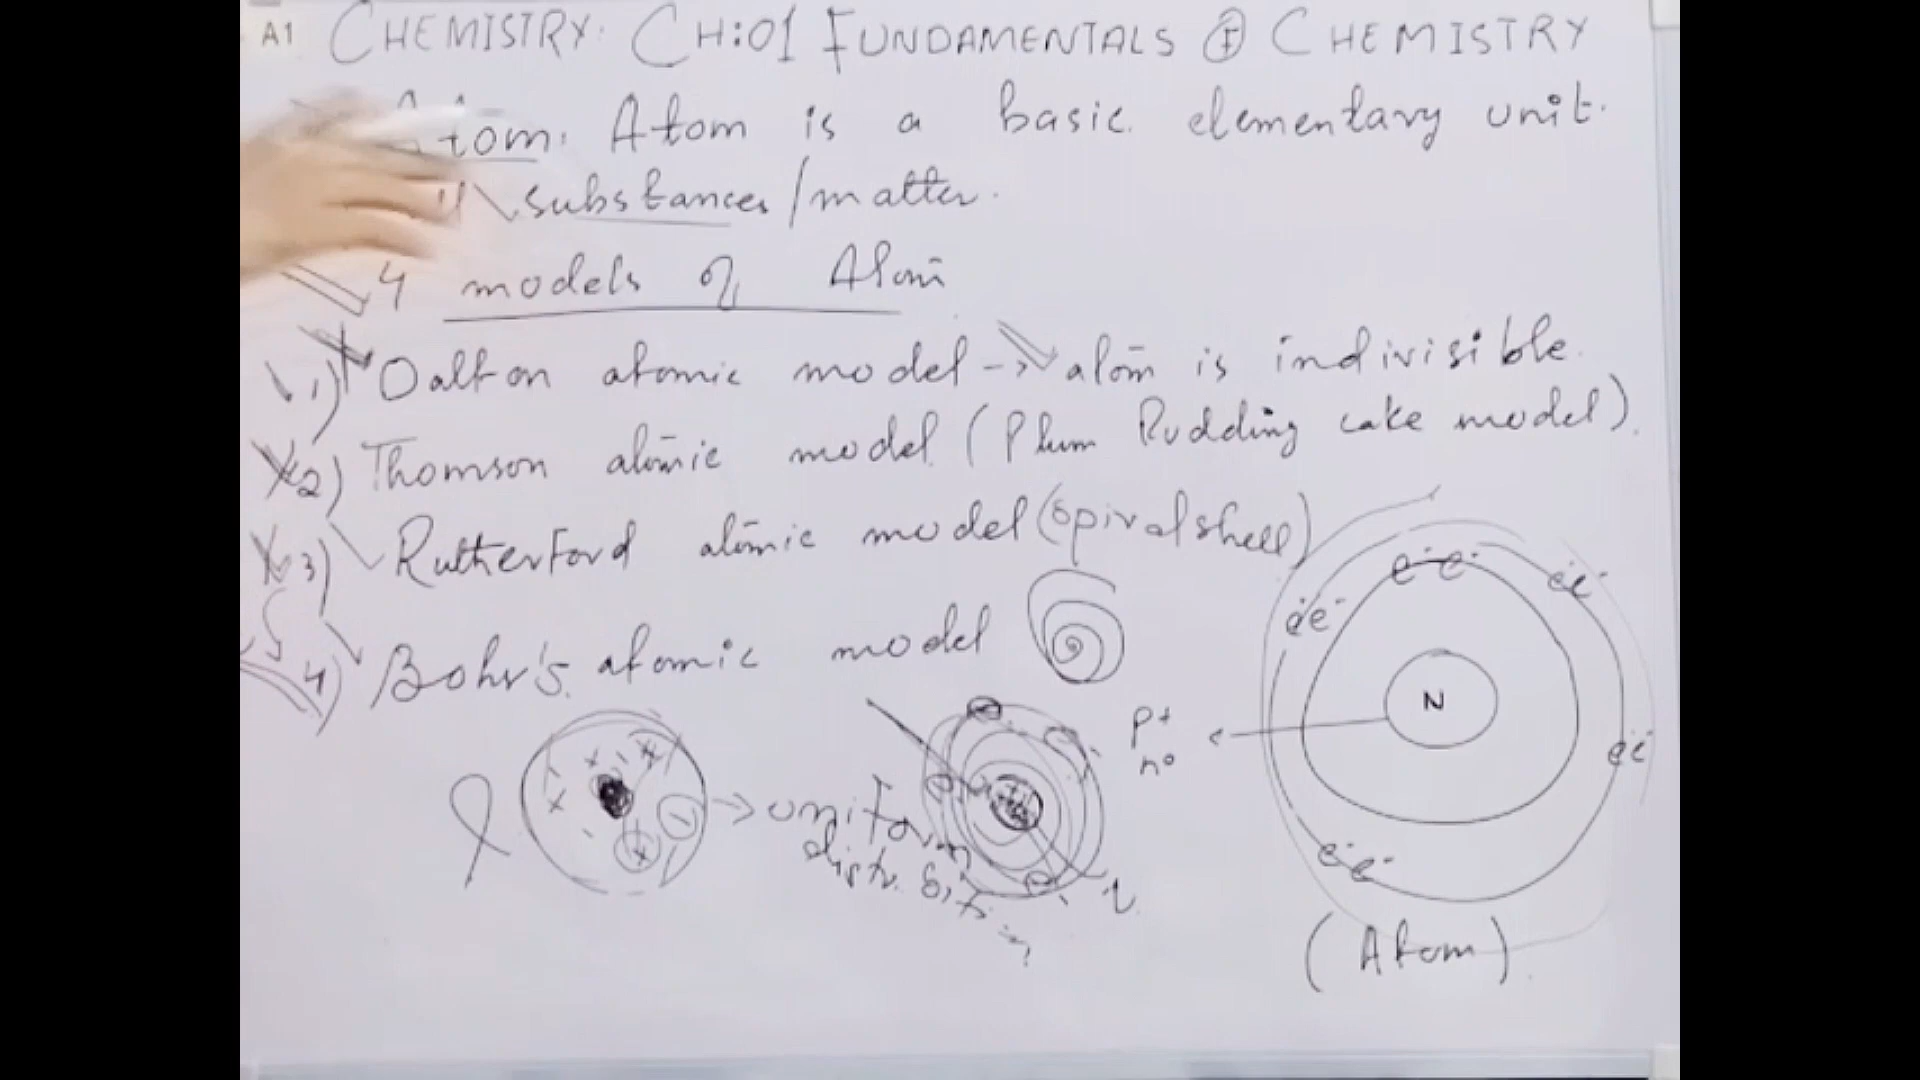 A1 CHEMISTRY. CH:01 FUNDAMENTALS OF CHEMISTRY
Atom. Atom is a basic elementary unit.
substances/matter.
4 models of Atom
1) Dalton atomic model -> atom is indivisible
2) Thomson atomic model (Plum Pudding cake model).
3) Rutherford atomic model (spiral shell)
4) Bohr's atomic model
e- e-
e e-
e e-
N
P+
n°
e e-
e- e-
uniform
distribution
(Atom)